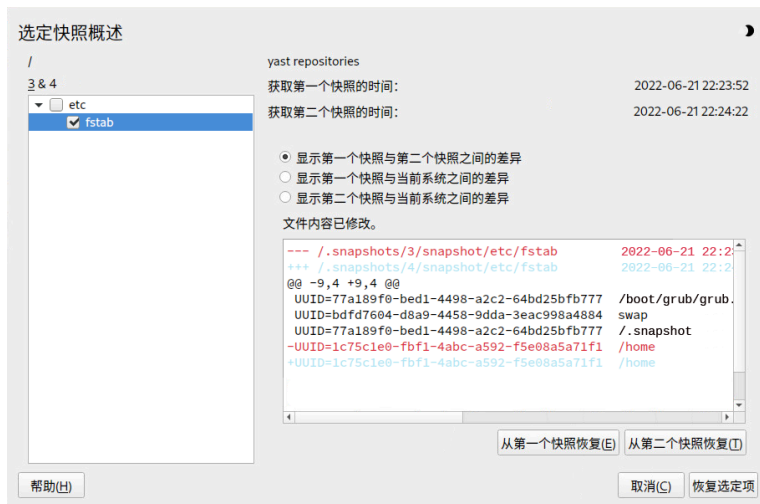 选定快照概述
/
3 & 4
etc
fstab
yast repositories
获取第一个快照的时间： 2022-06-21 22:23:52
获取第二个快照的时间： 2022-06-21 22:24:22
显示第一个快照与第二个快照之间的差异
显示第一个快照与当前系统之间的差异
显示第二个快照与当前系统之间的差异
文件内容已修改。
--- /.snapshots/3/snapshot/etc/fstab 2022-06-21 22:2
+++ /.snapshots/4/snapshot/etc/fstab 2022-06-21 22:2
@@ -9,4 +9,4 @@
UUID=77a189f0-bed1-4498-a2c2-64bd25bfb777 /boot/grub/grub.
UUID=bdfd7604-d8a9-4458-9dda-3eac998a4884 swap
UUID=77a189f0-bed1-4498-a2c2-64bd25bfb777 /.snapshot
-UUID=1c75c1e0-fbf1-4abc-a592-f5e08a5a71f1 /home
+UUID=1c75c1e0-fbf1-4abc-a592-f5e08a5a71f1 /home
从第一个快照恢复(E) 从第二个快照恢复(T)
帮助(H) 取消(C) 恢复选定项